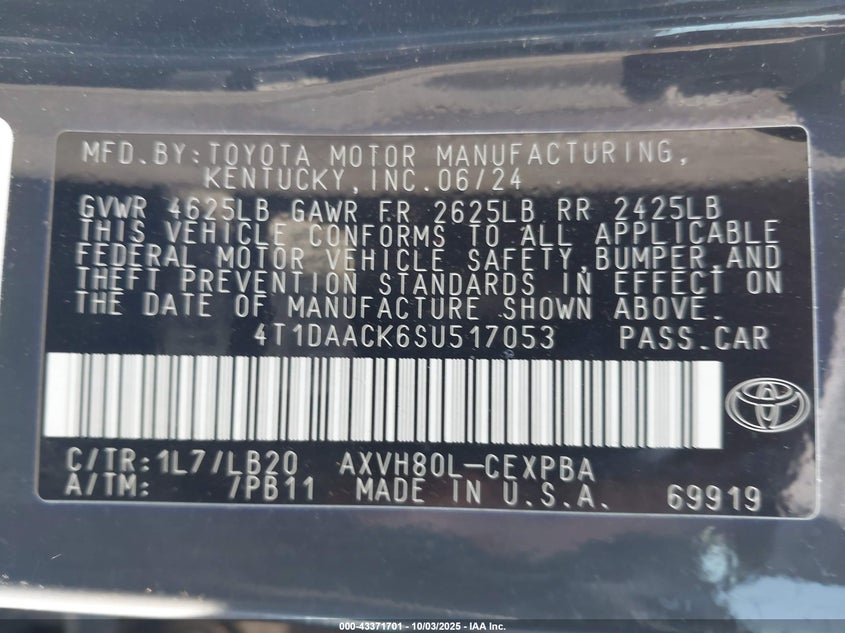 MFD.BY:TOYOTA MOTOR MANUFACTURING,
KENTUCKY,INC.06/24
GVWR 4625LB GAWR FR 2625LB RR 2425LB
THIS VEHICLE CONFORMS TO ALL APPLICABLE
FEDERAL MOTOR VEHICLE SAFETY,BUMPER,AND
THEFT PREVENTION STANDARDS IN EFFECT ON
THE DATE OF MANUFACTURE SHOWN ABOVE.
4T1DAACK6SU517053 PASS.CAR
C/TR:1L7/LB20 AXVH80L-CEXPBA
A/TM: /PB11 MADE IN U.S.A. 69919
000-43371701 - 10/03/2025 - IAA Inc.